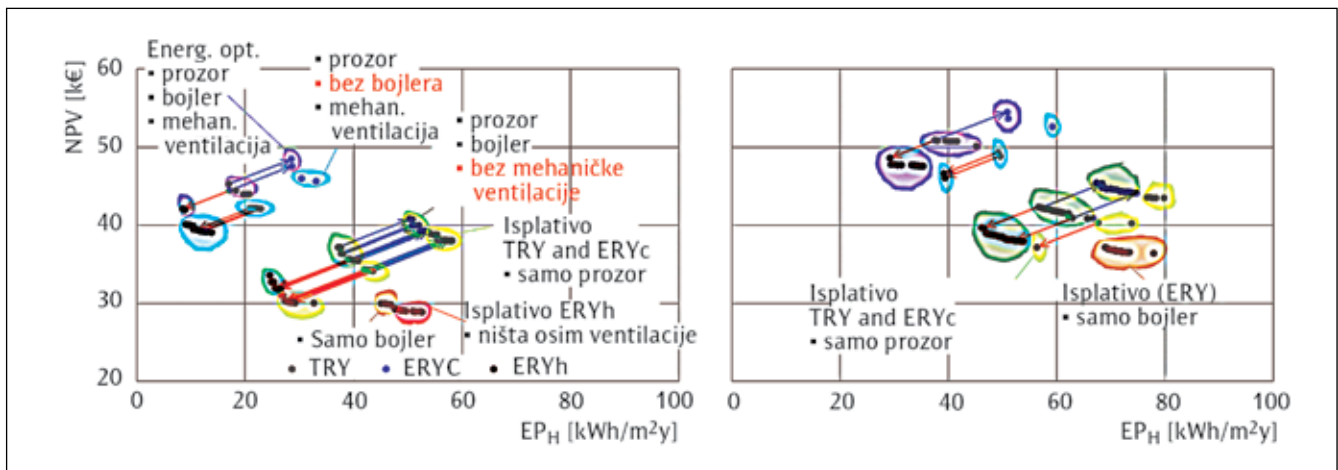 NPV [k€]
60
50
40
30
20
Energ. opt.
▪ prozor
▪ bojler
▪ mehan.
ventilacija
▪ prozor
▪ bez bojlera
▪ mehan.
ventilacija
▪ prozor
▪ bojler
▪ bez mehaničke
ventilacije
Isplativo
TRY and ERYc
▪ samo prozor
Isplativo ERYh
▪ ništa osim ventilacije
▪ Samo bojler
• TRY • ERYC • ERYh
0 20 40 60 80 100
EPH [kWh/m2y]
Isplativo
TRY and ERYc
▪ samo prozor
Isplativo (ERY)
▪ samo bojler
0 20 40 60 80 100
EPH [kWh/m2y]